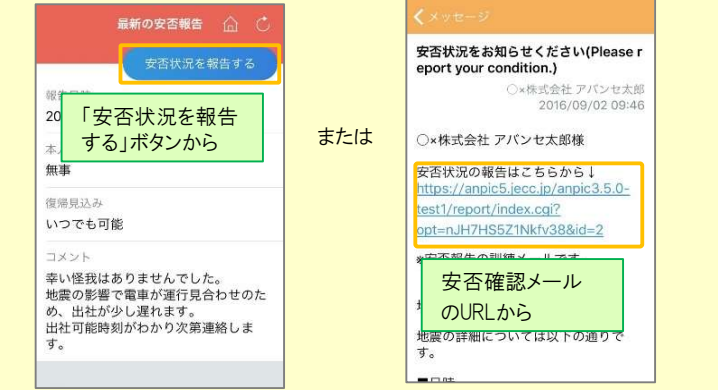 最新の安否報告
安否状況を報告する
「安否状況を報告
する」ボタンから
無事
復帰見込み
いつでも可能
コメント
幸い怪我はありませんでした。
地震の影響で電車が運行見合わせのた
め、出社が少し遅れます。
出社可能時刻がわかり次第連絡しま
す。
または
メッセージ
安否状況をお知らせください(Please r
eport your condition.)
○×株式会社 アバンセ太郎
2016/09/02 09:46
○×株式会社 アバンセ太郎様
安否状況の報告はこちらから↓
https://anpic5.jecc.jp/anpic3.5.0-
test1/report/index.cgi?
opt=nJH7HS5Z1Nkfv38&id=2
※安否報告の訓練メールです
安否確認メール
のURLから
地震の詳細については以下の通りで
す。
■日時